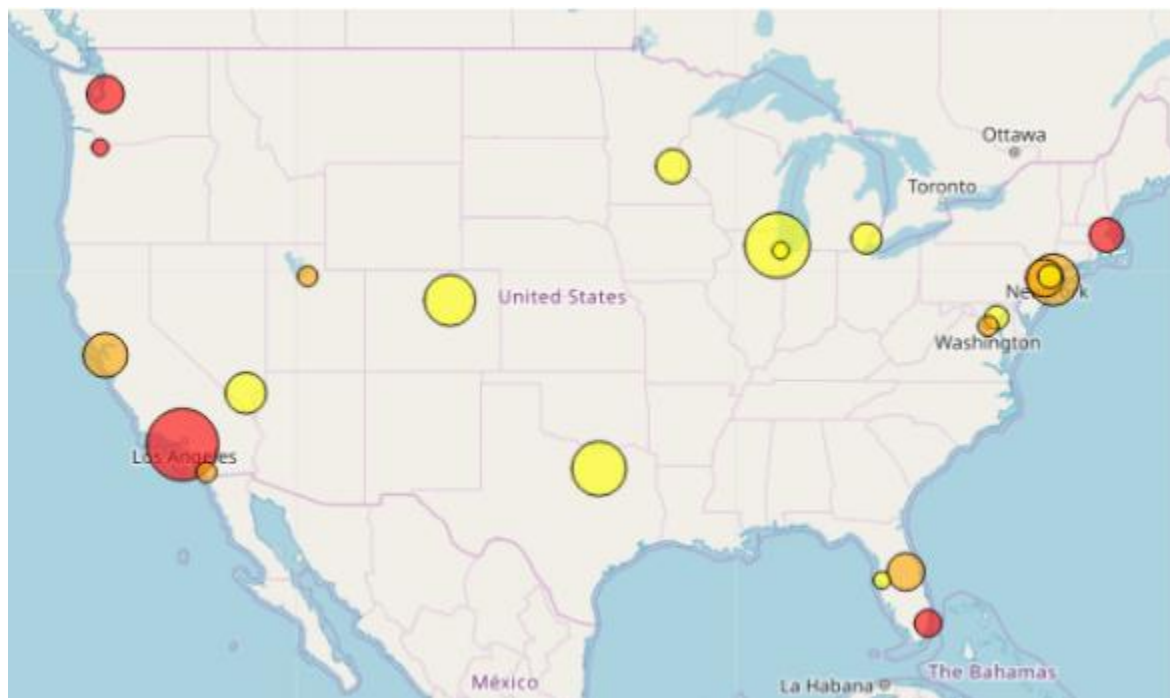 Ottawa
Toronto
United States
New York
Washington
Los Angeles
The Bahamas
México
La Habana